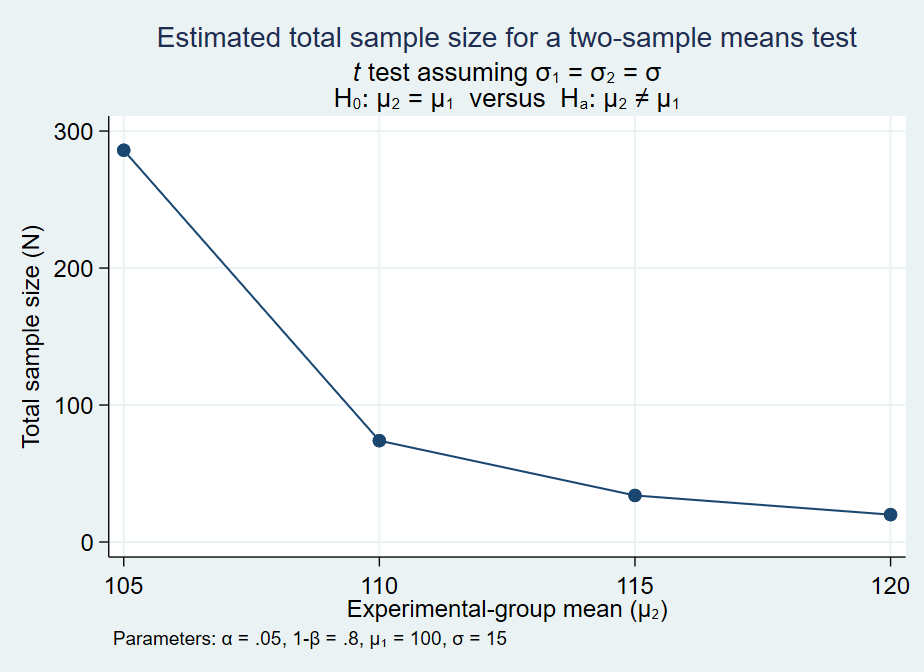 Estimated total sample size for a two-sample means test
t test assuming σ₁ = σ₂ = σ
H₀: μ₂ = μ₁ versus Hₐ: μ₂ ≠ μ₁
Total sample size (N)
300
200
100
0
105 110 115 120
Experimental-group mean (μ₂)
Parameters: α = .05, 1-β = .8, μ₁ = 100, σ = 15